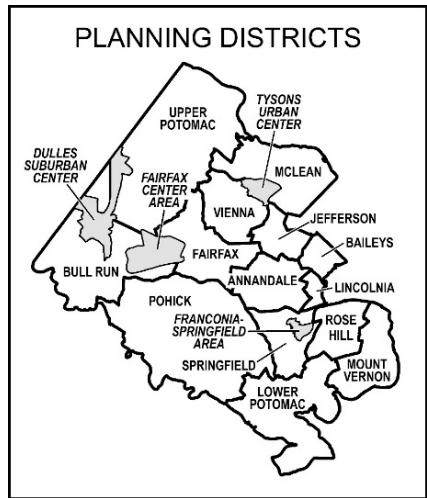 PLANNING DISTRICTS
UPPER
POTOMAC
TYSONS
URBAN
CENTER
DULLES
SUBURBAN
CENTER
FAIRFAX
CENTER
AREA
MCLEAN
VIENNA
JEFFERSON
BAILEYS
FAIRFAX
BULL RUN
ANNANDALE
LINCOLNIA
POHICK
FRANCONIA-
SPRINGFIELD
AREA
ROSE
HILL
SPRINGFIELD
MOUNT
VERNON
LOWER
POTOMAC